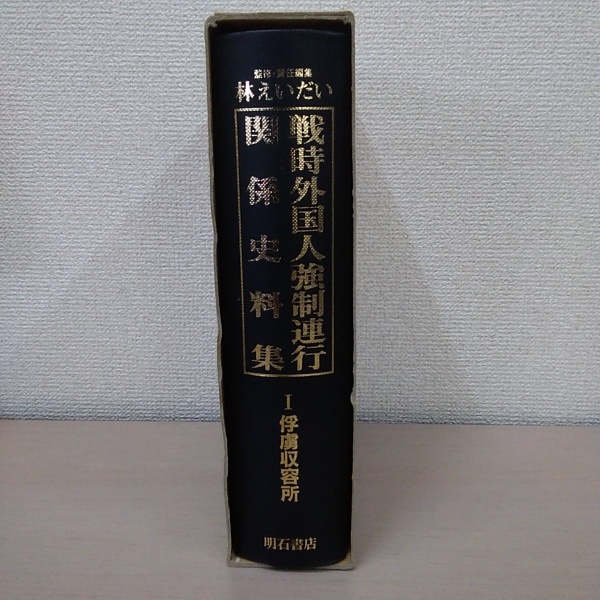 監修・責任編集
林えいだい
戦時外国人強制連行
関係史料集
I 俘虜収容所
明石書店